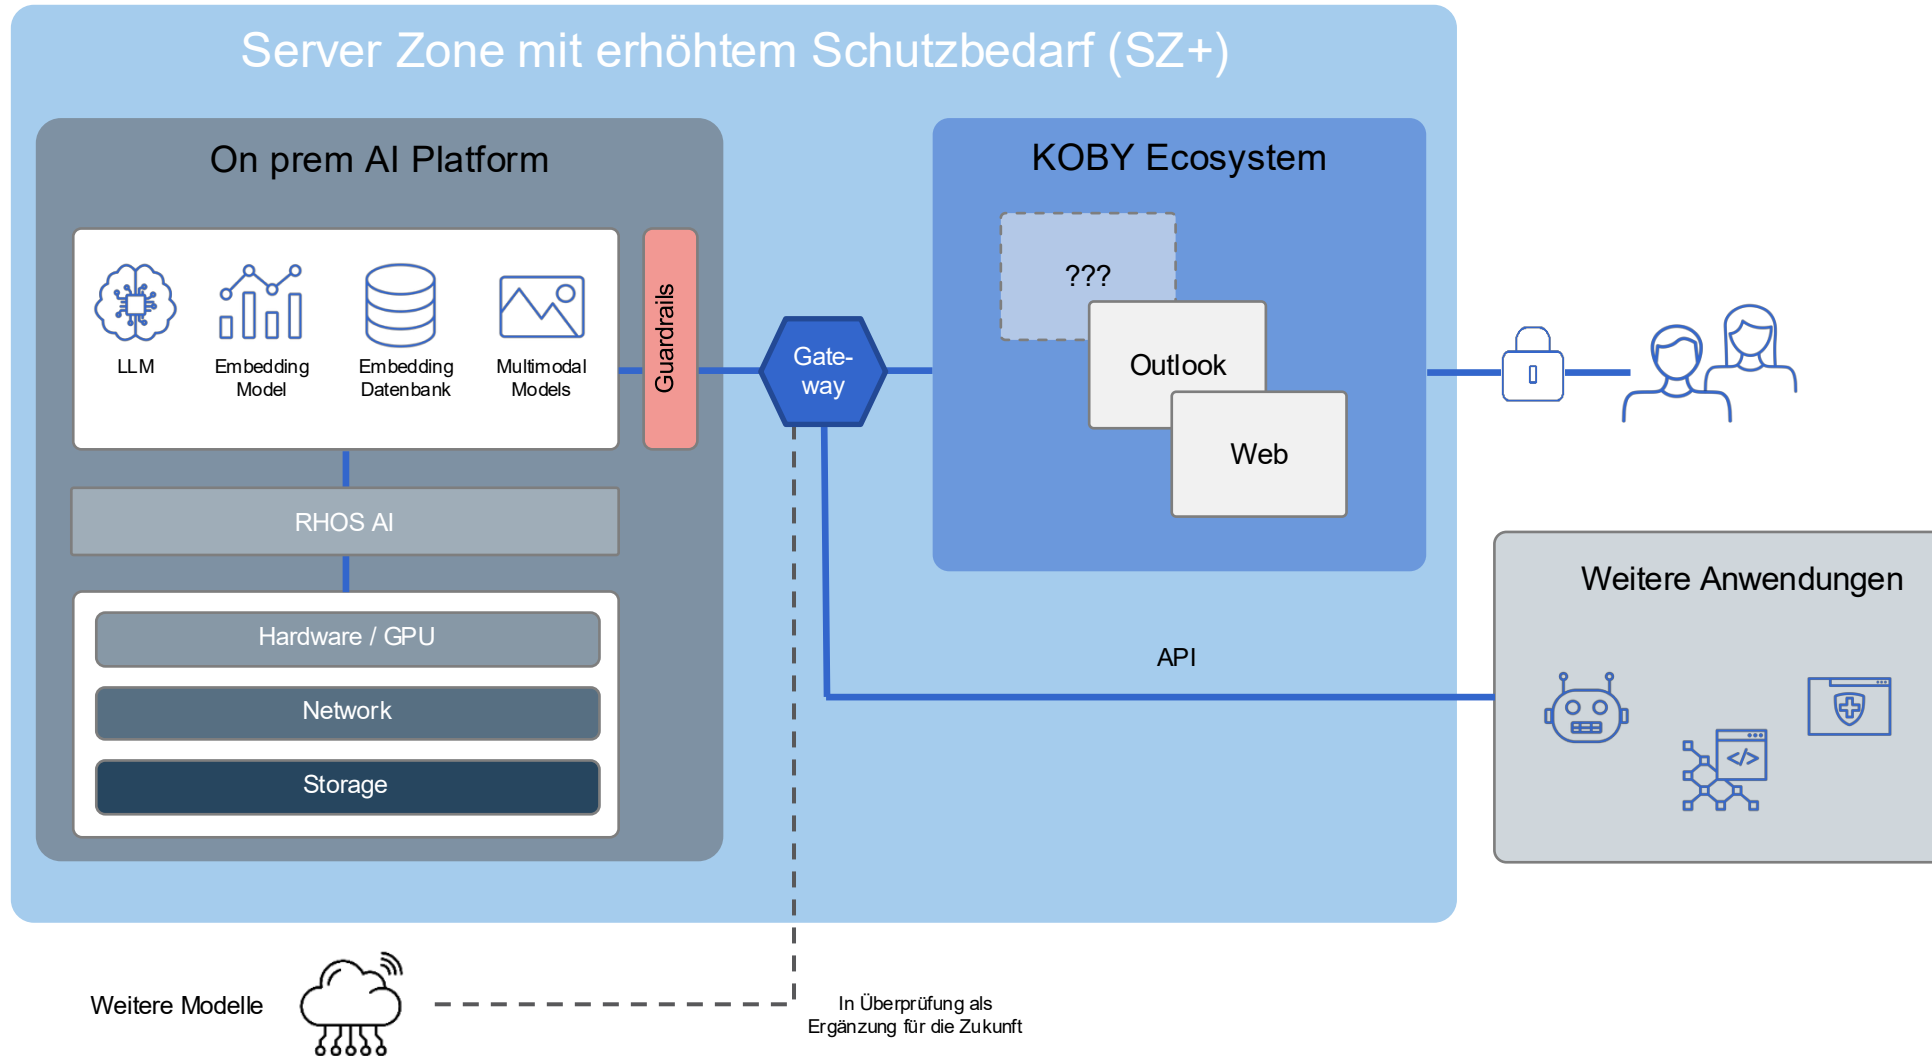 Server Zone mit erhöhtem Schutzbedarf (SZ+)
On prem AI Platform
LLM
Embedding
Model
Embedding
Datenbank
Multimodal
Models
Guardrails
RHOS AI
Hardware / GPU
Network
Storage
Gate-
way
KOBY Ecosystem
???
Outlook
Web
API
Weitere Anwendungen
</>
Weitere Modelle
In Überprüfung als
Ergänzung für die Zukunft